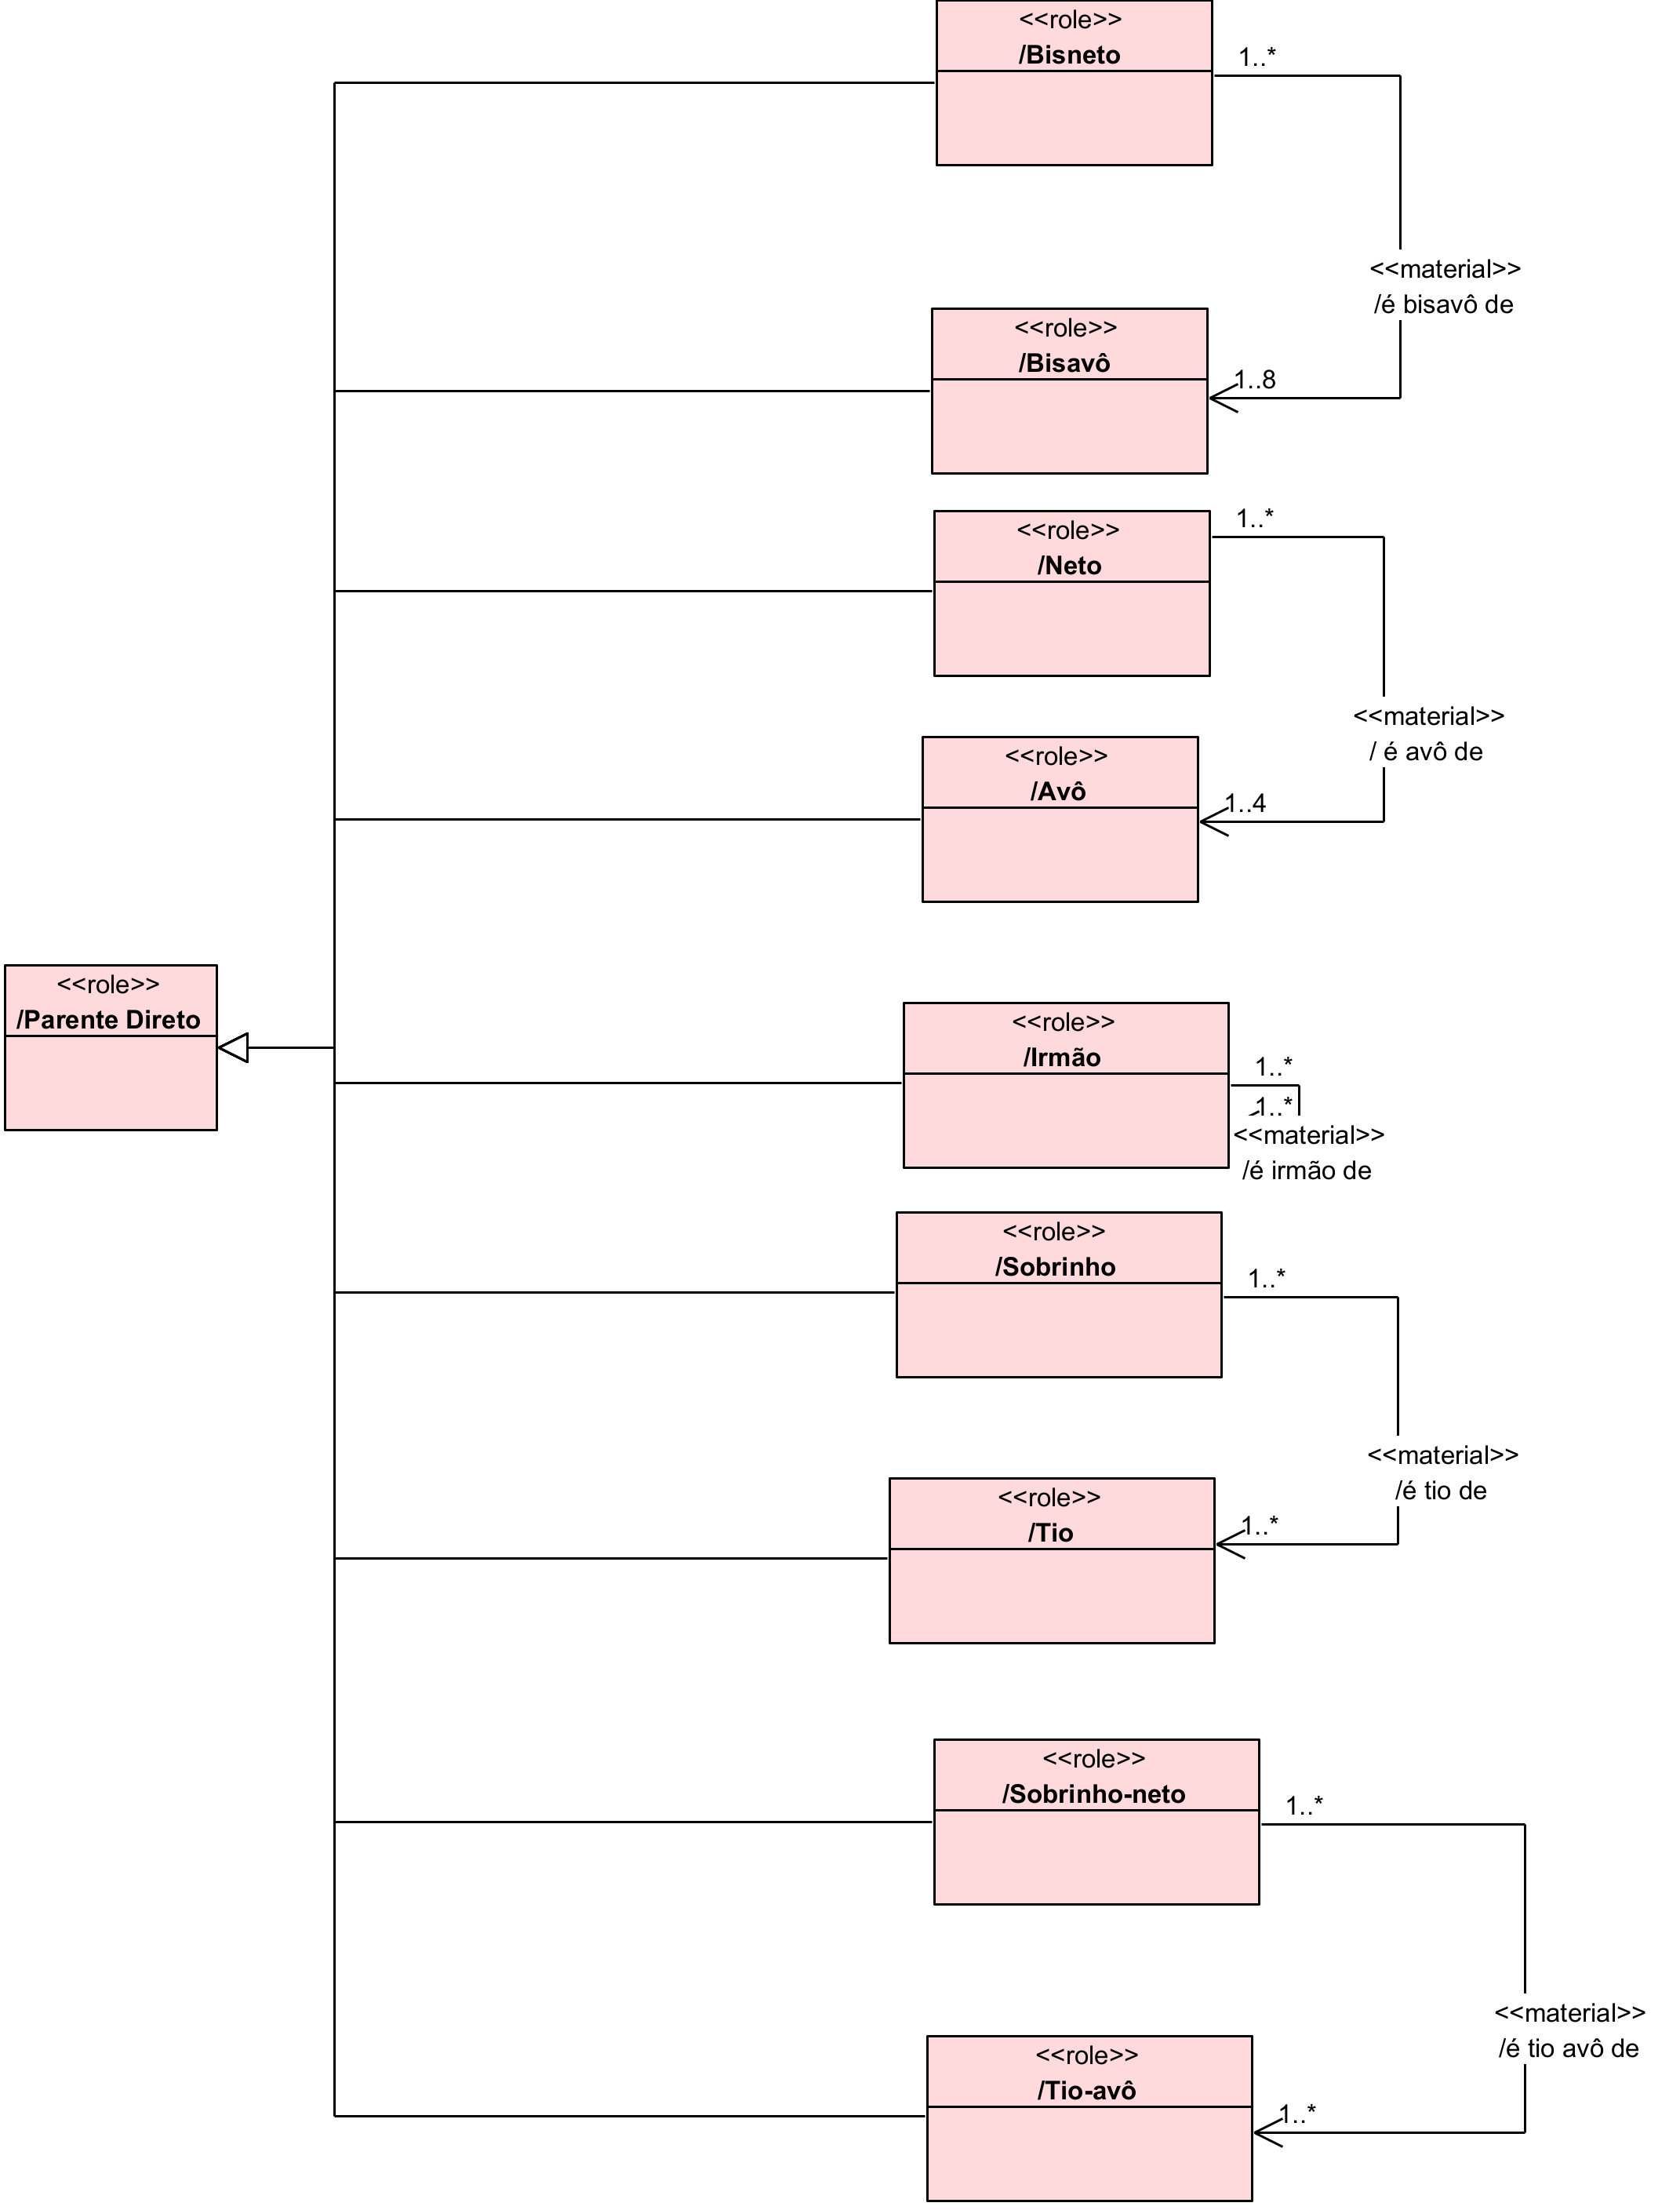 <<role>>
/Bisneto
1..*
<<material>>
/é bisavô de
<<role>>
/Bisavô
1..8
<<role>>
/Neto
1..*
<<material>>
/ é avô de
<<role>>
/Avô
1..4
<<role>>
/Parente Direto
<<role>>
/Irmão
1..*
1..*
<<material>>
/é irmão de
<<role>>
/Sobrinho
1..*
<<material>>
/é tio de
<<role>>
/Tio
1..*
<<role>>
/Sobrinho-neto
1..*
<<material>>
/é tio avô de
<<role>>
/Tio-avô
1..*